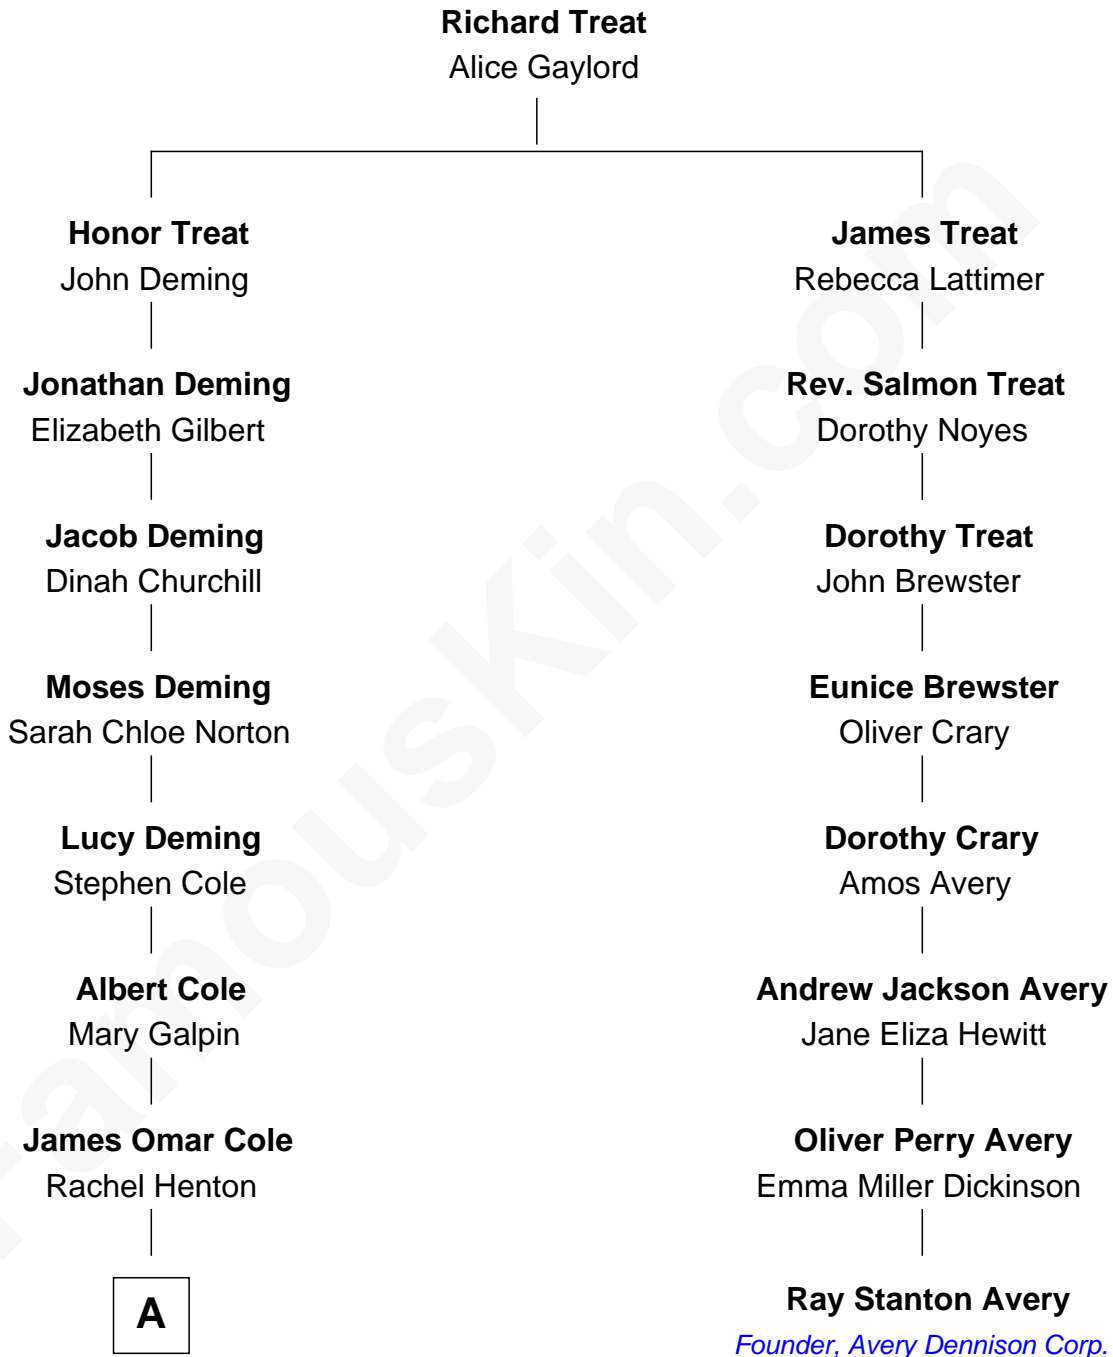 Richard Treat
Alice Gaylord
Honor Treat
John Deming
James Treat
Rebecca Lattimer
Jonathan Deming
Elizabeth Gilbert
Rev. Salmon Treat
Dorothy Noyes
Jacob Deming
Dinah Churchill
Dorothy Treat
John Brewster
Moses Deming
Sarah Chloe Norton
Eunice Brewster
Oliver Crary
Lucy Deming
Stephen Cole
Dorothy Crary
Amos Avery
Albert Cole
Mary Galpin
Andrew Jackson Avery
Jane Eliza Hewitt
James Omar Cole
Rachel Henton
Oliver Perry Avery
Emma Miller Dickinson
A
Ray Stanton Avery
Founder, Avery Dennison Corp.
FamousKin.com